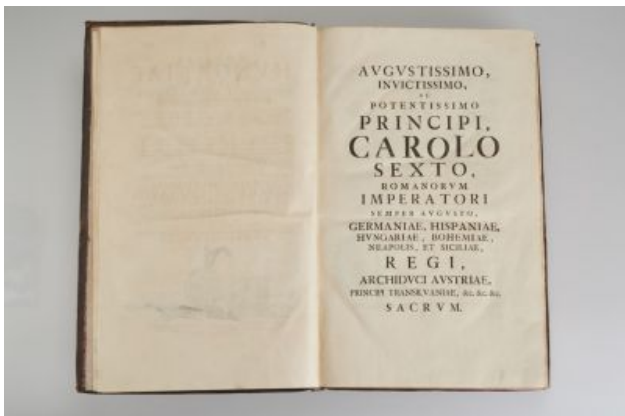 AVGVSTISSIMO,
INVICTISSIMO,
AC
POTENTISSIMO
PRINCIPI,
CAROLO
SEXTO,
ROMANORVM
IMPERATORI
SEMPER AVGVSTO,
GERMANIAE, HISPANIAE,
HVNGARIAE, BOHEMIAE,
NEAPOLIS, ET SICILIAE,
REGI,
ARCHIDVCI AVSTRIAE,
PRINCIPI TRANSILVANIAE, &c. &c. &c.
SACRVM.